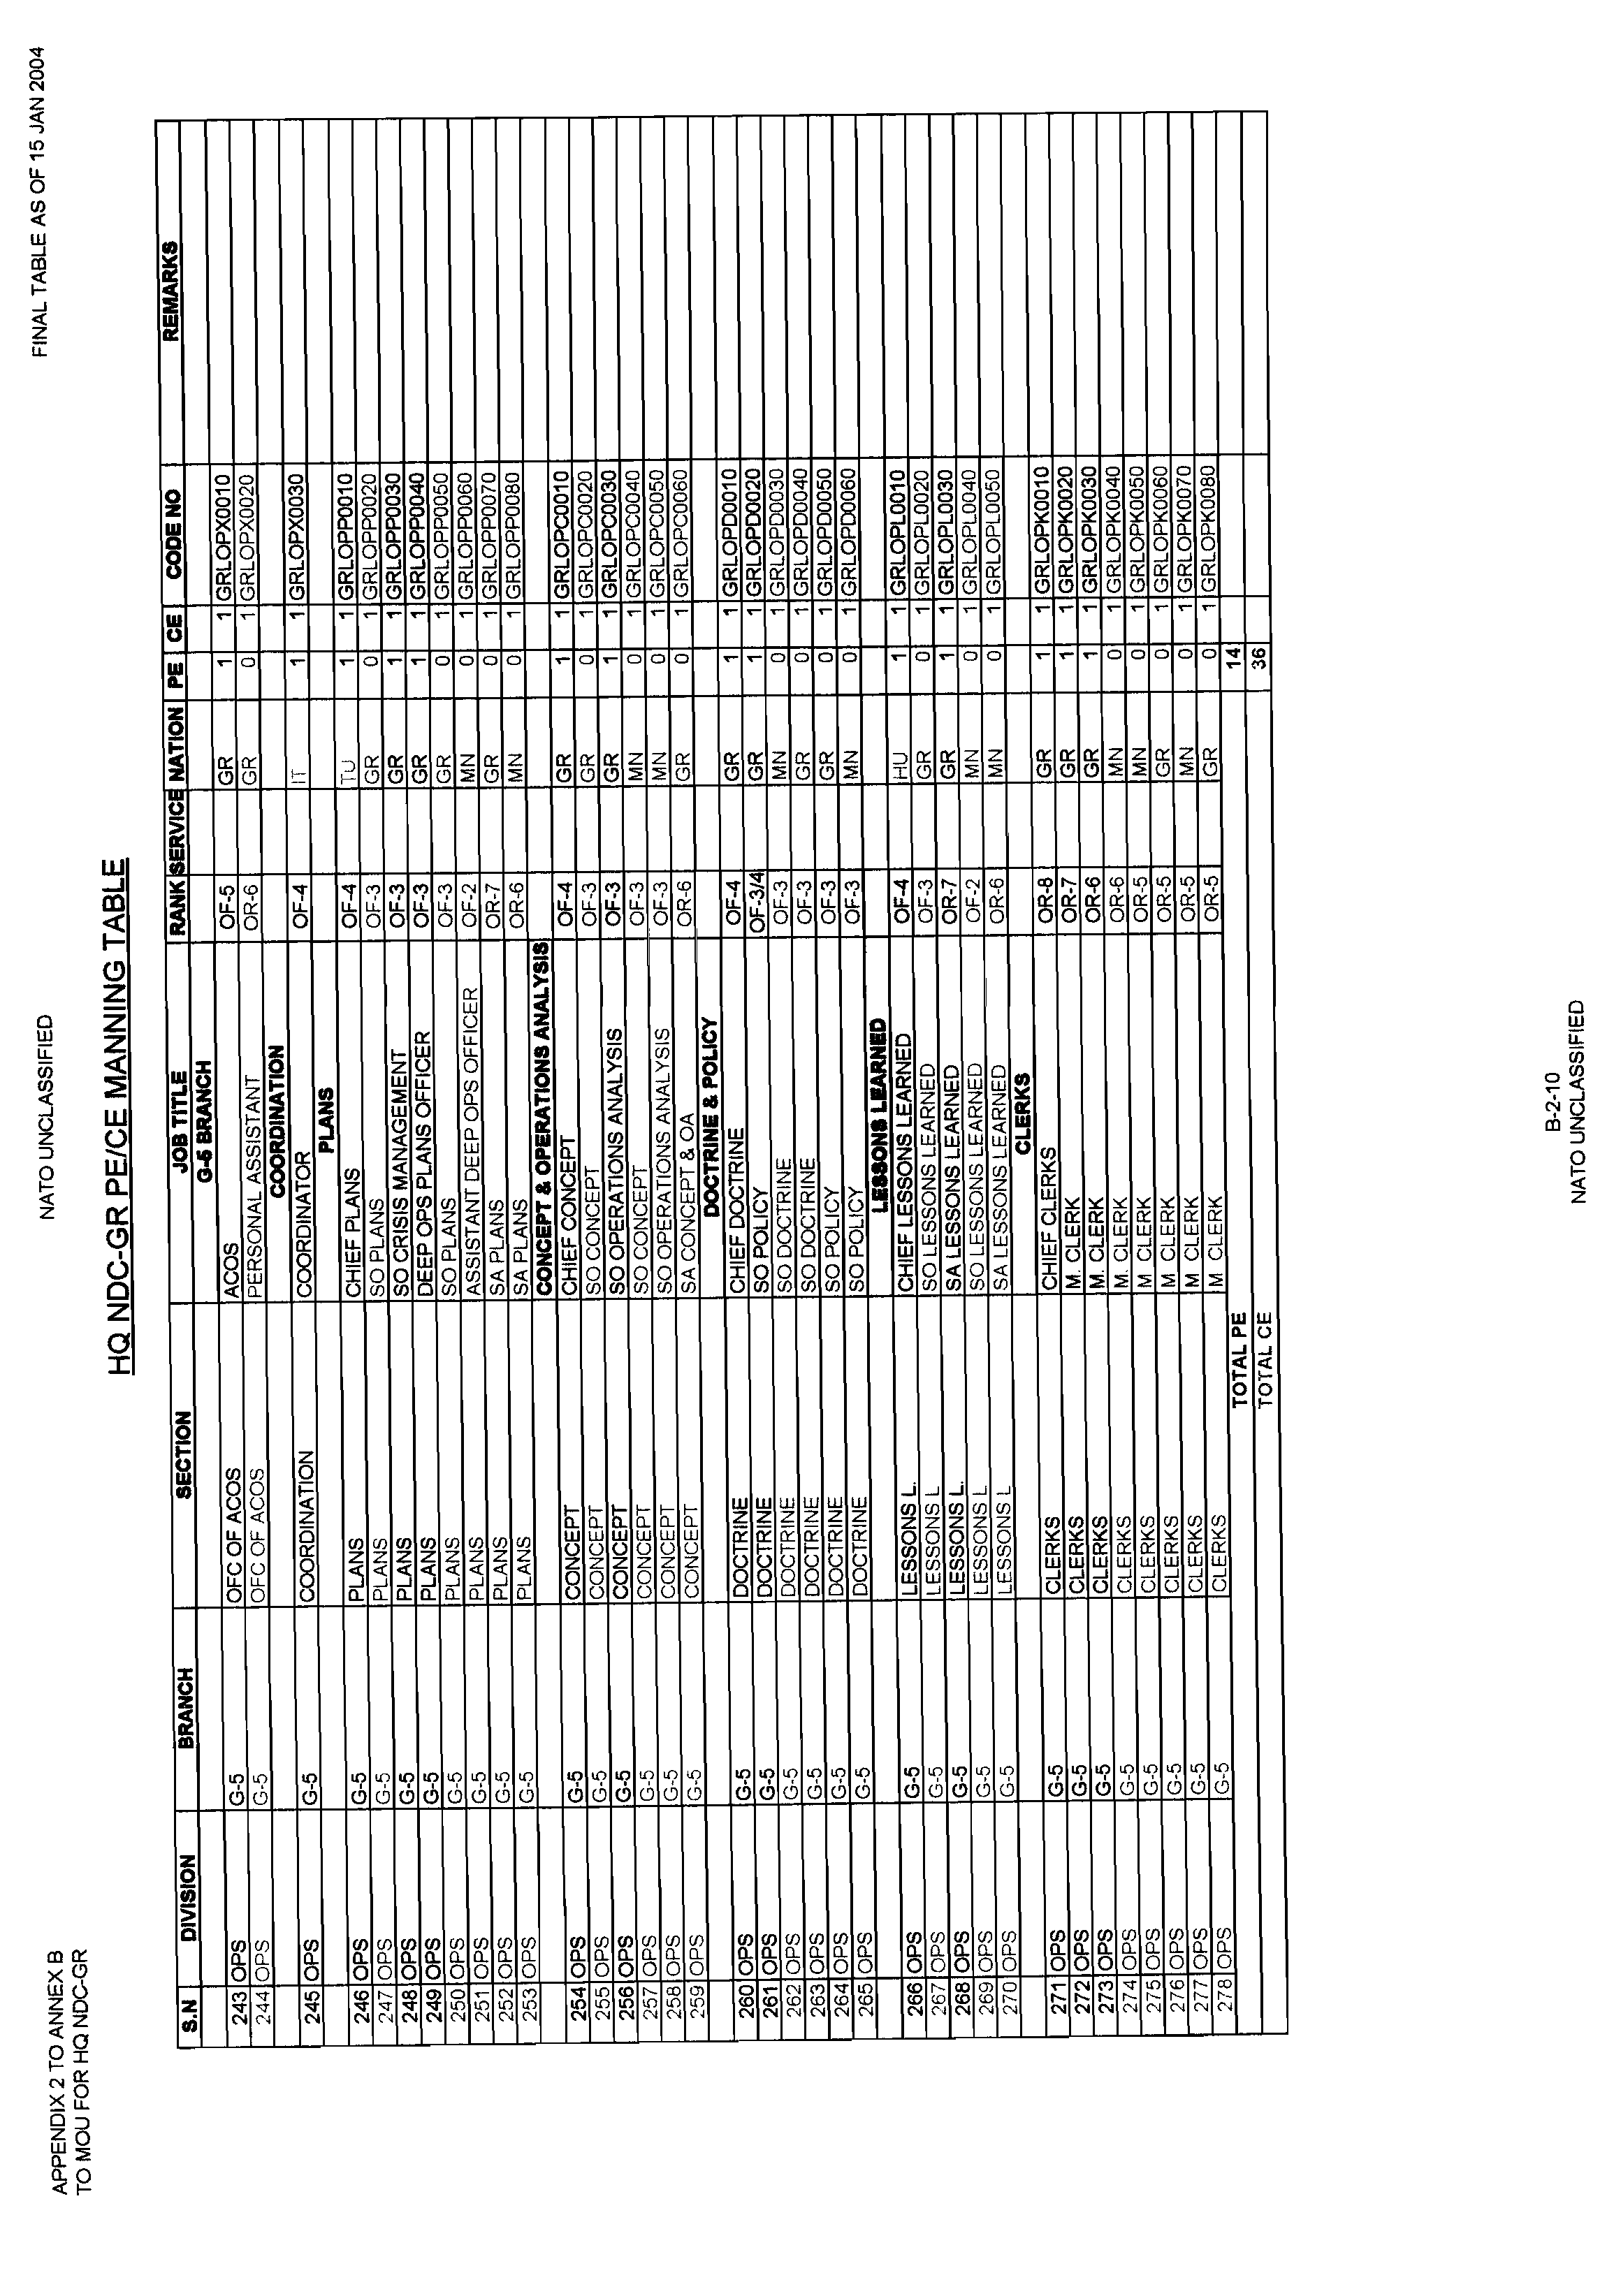 APPENDIX 2 TO ANNEX B
TO MOU FOR HQ NDC-GR
NATO UNCLASSIFIED
FINAL TABLE AS OF 15 JAN 2004
HQ NDC-GR PE/CE MANNING TABLE
S.N DIVISION BRANCH SECTION JOB TITLE RANK SERVICE NATION PE CE CODE NO REMARKS
G-5 BRANCH
243 OPS G-5 OFC OF ACOS ACOS OF-5 GR 1 1 GRLOPX0010
244 OPS G-5 OFC OF ACOS PERSONAL ASSISTANT OR-6 GR 0 1 GRLOPX0020
COORDINATION
245 OPS G-5 COORDINATION COORDINATOR OF-4 IT 1 1 GRLOPX0030
PLANS
246 OPS G-5 PLANS CHIEF PLANS OF-4 TU 1 1 GRLOPP0010
247 OPS G-5 PLANS SO PLANS OF-3 GR 0 1 GRLOPP0020
248 OPS G-5 PLANS SO CRISIS MANAGEMENT OF-3 GR 1 1 GRLOPP0030
249 OPS G-5 PLANS DEEP OPS PLANS OFFICER OF-3 GR 1 1 GRLOPP0040
250 OPS G-5 PLANS SO PLANS OF-3 GR 0 1 GRLOPP0050
251 OPS G-5 PLANS ASSISTANT DEEP OPS OFFICER OF-2 MN 0 1 GRLOPP0060
252 OPS G-5 PLANS SA PLANS OR-7 GR 0 1 GRLOPP0070
253 OPS G-5 PLANS SA PLANS OR-6 MN 0 1 GRLOPP0080
CONCEPT & OPERATIONS ANALYSIS
254 OPS G-5 CONCEPT CHIEF CONCEPT OF-4 GR 1 1 GRLOPC0010
255 OPS G-5 CONCEPT SO CONCEPT OF-3 GR 0 1 GRLOPC0020
256 OPS G-5 CONCEPT SO OPERATIONS ANALYSIS OF-3 GR 1 1 GRLOPC0030
257 OPS G-5 CONCEPT SO CONCEPT OF-3 MN 0 1 GRLOPC0040
258 OPS G-5 CONCEPT SO OPERATIONS ANALYSIS OF-3 MN 0 1 GRLOPC0050
259 OPS G-5 CONCEPT SA CONCEPT & OA OR-6 GR 0 1 GRLOPC0060
DOCTRINE & POLICY
260 OPS G-5 DOCTRINE CHIEF DOCTRINE OF-4 GR 1 1 GRLOPD0010
261 OPS G-5 DOCTRINE SO POLICY OF-3/4 GR 1 1 GRLOPD0020
262 OPS G-5 DOCTRINE SO DOCTRINE OF-3 MN 0 1 GRLOPD0030
263 OPS G-5 DOCTRINE SO DOCTRINE OF-3 GR 0 1 GRLOPD0040
264 OPS G-5 DOCTRINE SO POLICY OF-3 GR 0 1 GRLOPD0050
265 OPS G-5 DOCTRINE SO POLICY OF-3 MN 0 1 GRLOPD0060
LESSONS LEARNED
266 OPS G-5 LESSONS L. CHIEF LESSONS LEARNED OF-4 HU 1 1 GRLOPL0010
267 OPS G-5 LESSONS L SO LESSONS LEARNED OF-3 GR 0 1 GRLOPL0020
268 OPS G-5 LESSONS L. SA LESSONS LEARNED OR-7 GR 1 1 GRLOPL0030
269 OPS G-5 LESSONS L SO LESSONS LEARNED OF-2 MN 0 1 GRLOPL0040
270 OPS G-5 LESSONS L SA LESSONS LEARNED OR-6 MN 0 1 GRLOPL0050
CLERKS
271 OPS G-5 CLERKS CHIEF CLERKS OR-8 GR 1 1 GRLOPK0010
272 OPS G-5 CLERKS M. CLERK OR-7 GR 1 1 GRLOPK0020
273 OPS G-5 CLERKS M. CLERK OR-6 GR 1 1 GRLOPK0030
274 OPS G-5 CLERKS M. CLERK OR-6 MN 0 1 GRLOPK0040
275 OPS G-5 CLERKS M CLERK OR-5 MN 0 1 GRLOPK0050
276 OPS G-5 CLERKS M CLERK OR-5 GR 0 1 GRLOPK0060
277 OPS G-5 CLERKS M CLERK OR-5 MN 0 1 GRLOPK0070
278 OPS G-5 CLERKS M CLERK OR-5 GR 0 1 GRLOPK0080
TOTAL PE 14
TOTAL CE 36
B-2-10
NATO UNCLASSIFIED